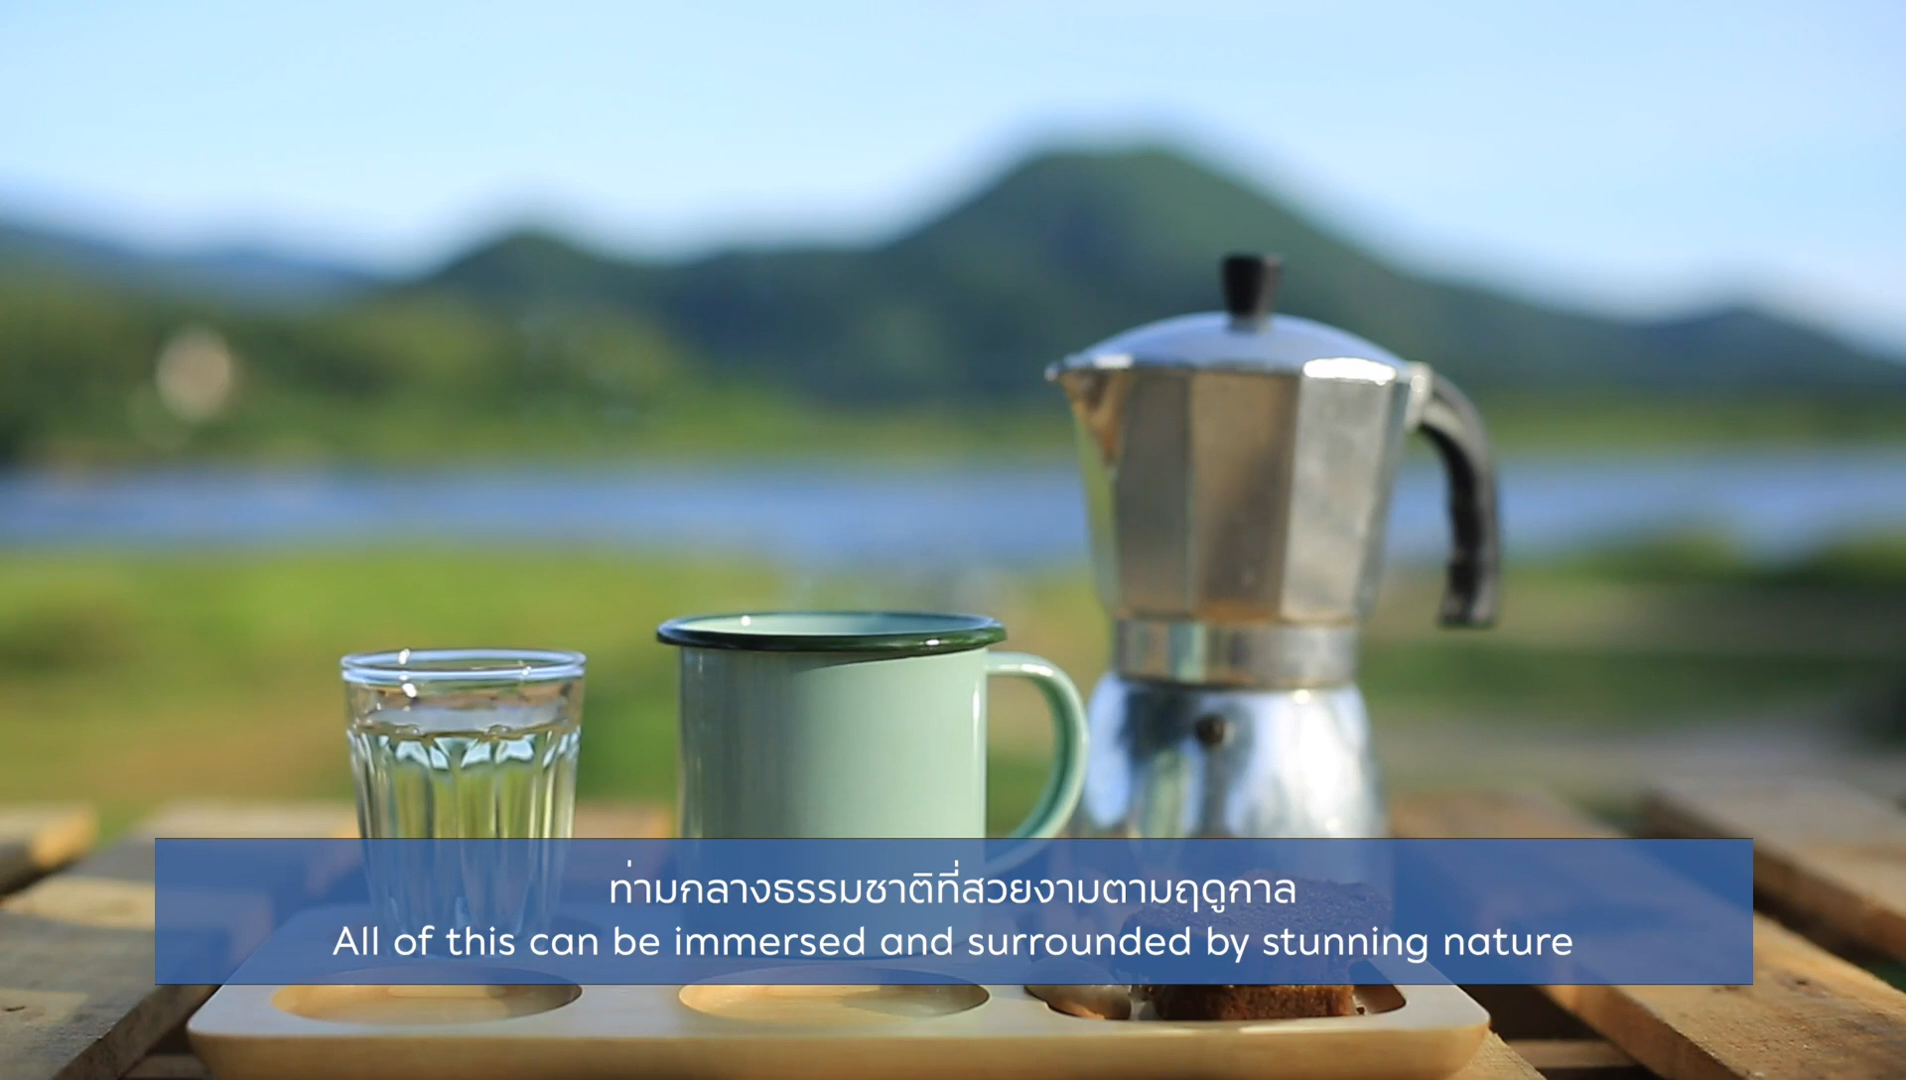 ท่ามกลางธรรมชาติที่สวยงามตามฤดูกาล
All of this can be immersed and surrounded by stunning nature